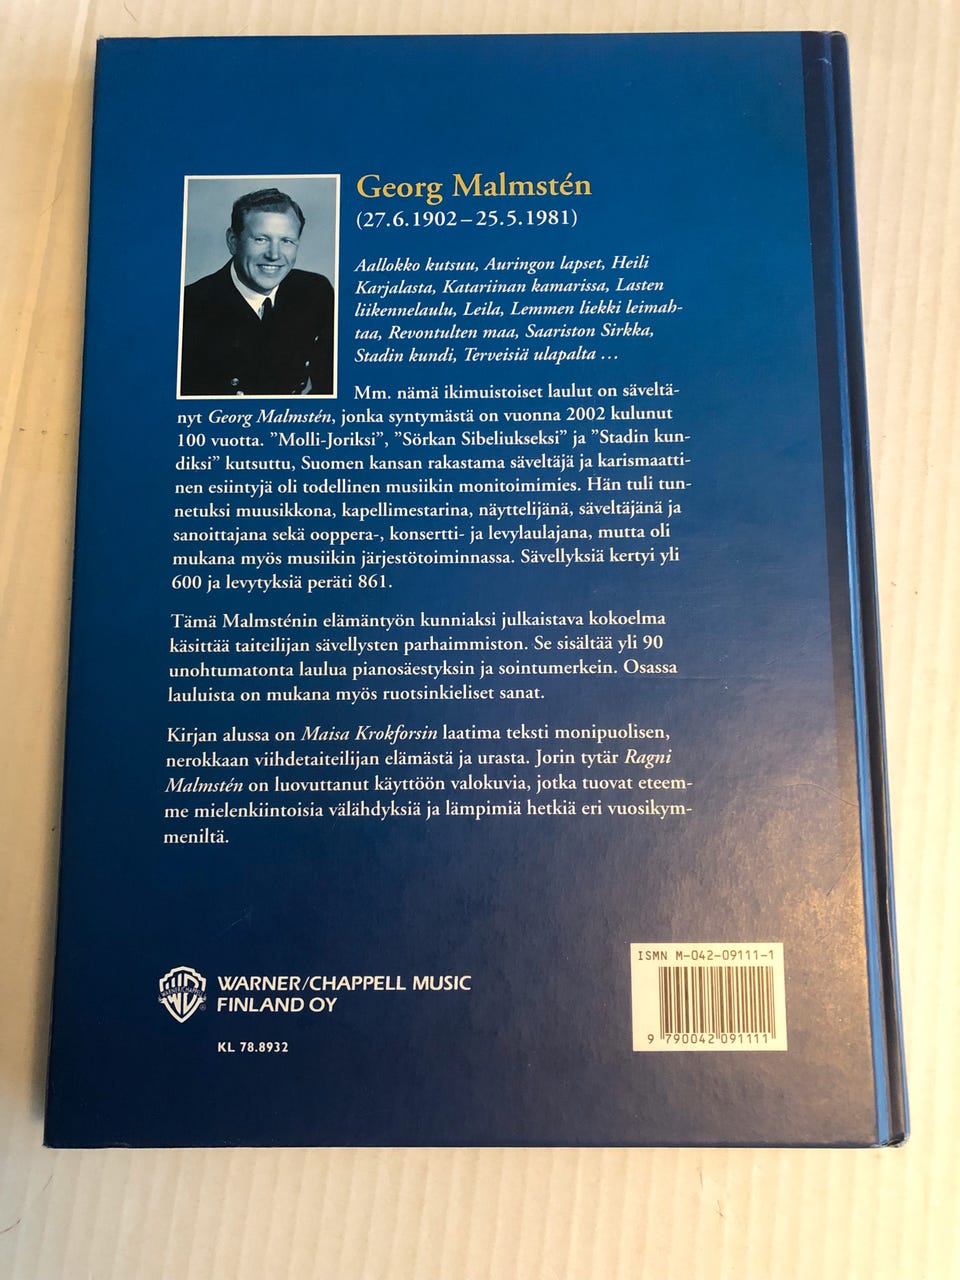 Georg Malmstén
(27.6.1902 – 25.5.1981)
Aallokko kutsuu, Auringon lapset, Heili
Karjalasta, Katariinan kamarissa, Lasten
liikennelaulu, Leila, Lemmen liekki leimah-
taa, Revontulten maa, Saariston Sirkka,
Stadin kundi, Terveisiä ulapalta …
Mm. nämä ikimuistoiset laulut on säveltä-
nyt Georg Malmstén, jonka syntymästä on vuonna 2002 kulunut
100 vuotta. ”Molli-Joriksi”, ”Sörkan Sibeliukseksi” ja ”Stadin kun-
diksi” kutsuttu, Suomen kansan rakastama säveltäjä ja karismaatti-
nen esiintyjä oli todellinen musiikin monitoimimies. Hän tuli tun-
netuksi muusikkona, kapellimestarina, näyttelijänä, säveltäjänä ja
sanoittajana sekä ooppera-, konsertti- ja levylaulajana, mutta oli
mukana myös musiikin järjestötoiminnassa. Sävellyksiä kertyi yli
600 ja levytyksiä peräti 861.
Tämä Malmsténin elämäntyön kunniaksi julkaistava kokoelma
käsittää taiteilijan sävellysten parhaimmiston. Se sisältää yli 90
unohtumatonta laulua pianosäestyksin ja sointumerkein. Osassa
lauluista on mukana myös ruotsinkieliset sanat.
Kirjan alussa on Maisa Krokforsin laatima teksti monipuolisen,
nerokkaan viihdetaiteilijan elämästä ja urasta. Jorin tytär Ragni
Malmstén on luovuttanut käyttöön valokuvia, jotka tuovat eteem-
me mielenkiintoisia välähdyksiä ja lämpimiä hetkiä eri vuosikym-
meniltä.
WARNER/CHAPPELL
WARNER/CHAPPELL MUSIC
FINLAND OY
KL 78.8932
ISMN M-042-09111-1
9 790042 091111